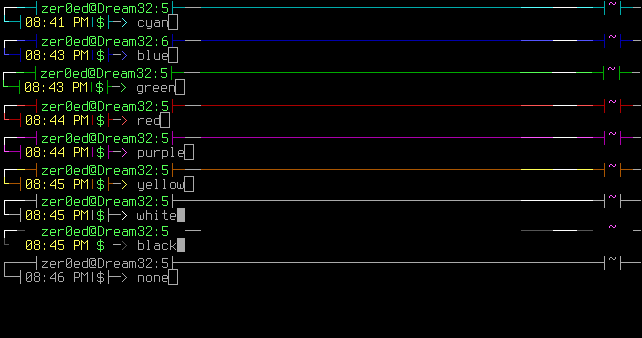 zer0ed@Dream32:5 ~
08:41 PM $ -> cyan
zer0ed@Dream32:6 ~
08:43 PM $ -> blue
zer0ed@Dream32:5 ~
08:43 PM $ -> green
zer0ed@Dream32:5 ~
08:44 PM $ -> red
zer0ed@Dream32:5 ~
08:44 PM $ -> purple
zer0ed@Dream32:5 ~
08:45 PM $ -> yellow
zer0ed@Dream32:5 ~
08:45 PM $ -> white
zer0ed@Dream32:5 ~
08:45 PM $ -> black
zer0ed@Dream32:5 ~
08:46 PM $ -> none